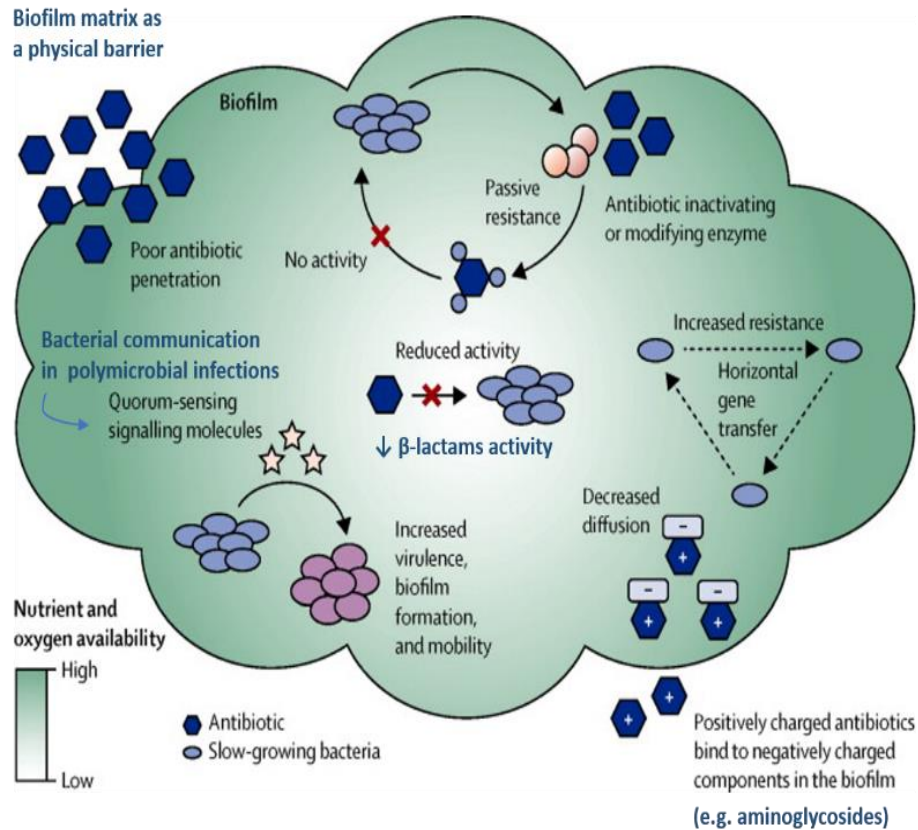 Biofilm matrix as
a physical barrier
Biofilm
Passive
resistance
Antibiotic inactivating
or modifying enzyme
Poor antibiotic
penetration
No activity
Bacterial communication
in polymicrobial infections
Quorum-sensing
signalling molecules
Reduced activity
↓ β-lactams activity
Increased resistance
Horizontal
gene
transfer
Decreased
diffusion
-
+
-
-
+
+
Increased
virulence,
biofilm
formation,
and mobility
Nutrient and
oxygen availability
High
Low
Antibiotic
Slow-growing bacteria
+
+
Positively charged antibiotics
bind to negatively charged
components in the biofilm
(e.g. aminoglycosides)